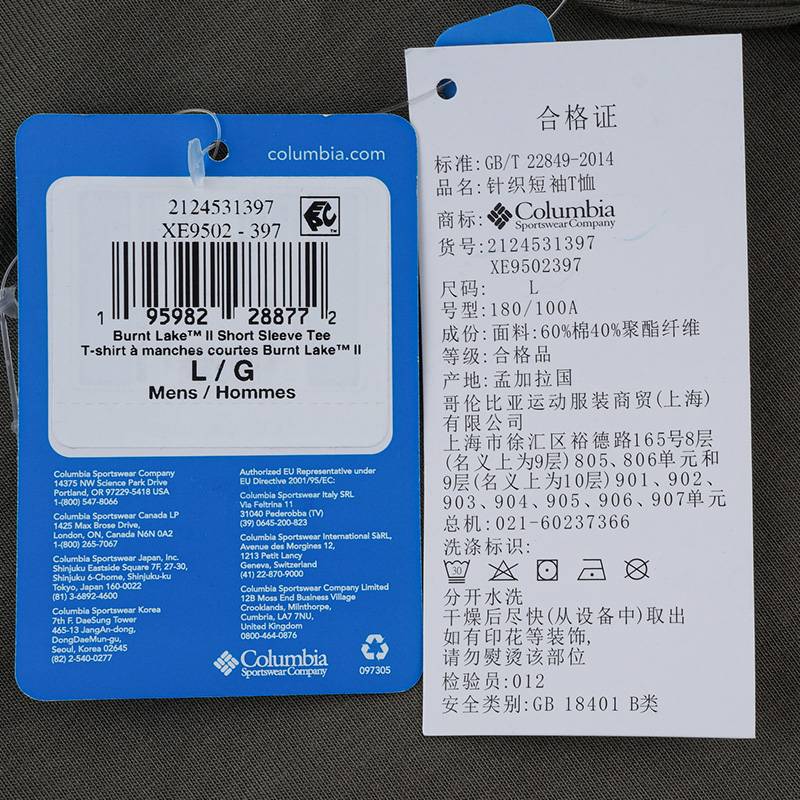 columbia.com
2124531397
XE9502 - 397
1 95982 28877 2
Burnt Lake™ II Short Sleeve Tee
T-shirt à manches courtes Burnt Lake™ II
L / G
Mens / Hommes
Columbia Sportswear Company
14375 NW Science Park Drive
Portland, OR 97229-5418 USA
1-(800) 547-8066
Columbia Canada LP
1425 Max Brose Drive,
London, ON, Canada N6N 0A2
1-(800) 265-7067
Columbia Sportswear Japan, Inc.
Shinjuku Eastside Square 7F, 27-30,
Shinjuku 6-Chome, Shinjuku-ku
Tokyo, Japan 160-0022
(81) 3-6892-4600
Columbia Sportswear Korea
7th F. DaeSung Tower
465-13 JangAn-dong,
DongDaeMun-gu,
Seoul, Korea 02645
(82) 2-540-0277
Authorized EU Representative under
EU Directive 2001/95/EC:
Columbia Sportswear Italy SRL
Via Feltrina 11
31040 Pederobba (TV)
(39) 0645-200-823
Columbia Sportswear International SàRL,
Avenue des Morgines 12,
1213 Petit Lancy
Geneva, Switzerland
(41) 22-870-9000
Columbia Sportswear Company Limited
12B Moss End Business Village
Crooklands, Milnthorpe,
Cumbria, LA7 7NU,
United Kingdom
0800-464-0876
Columbia
Sportswear Company
097305
合格证
标准:GB/T 22849-2014
品名:针织短袖T恤
商标: Columbia
Sportswear Company
货号:2124531397
XE9502397
尺码: L
号型:180/100A
成份:面料:60%棉40%聚酯纤维
等级:合格品
产地:孟加拉国
哥伦比亚运动服装商贸(上海)
有限公司
上海市徐汇区裕德路165号8层
(名义上为9层)805、806单元和
9层(名义上为10层)901、902、
903、904、905、906、907单元
总机:021-60237366
洗涤标识:
30
分开水洗
干燥后尽快(从设备中)取出
如有印花等装饰,
请勿熨烫该部位
检验员:012
安全类别:GB 18401 B类